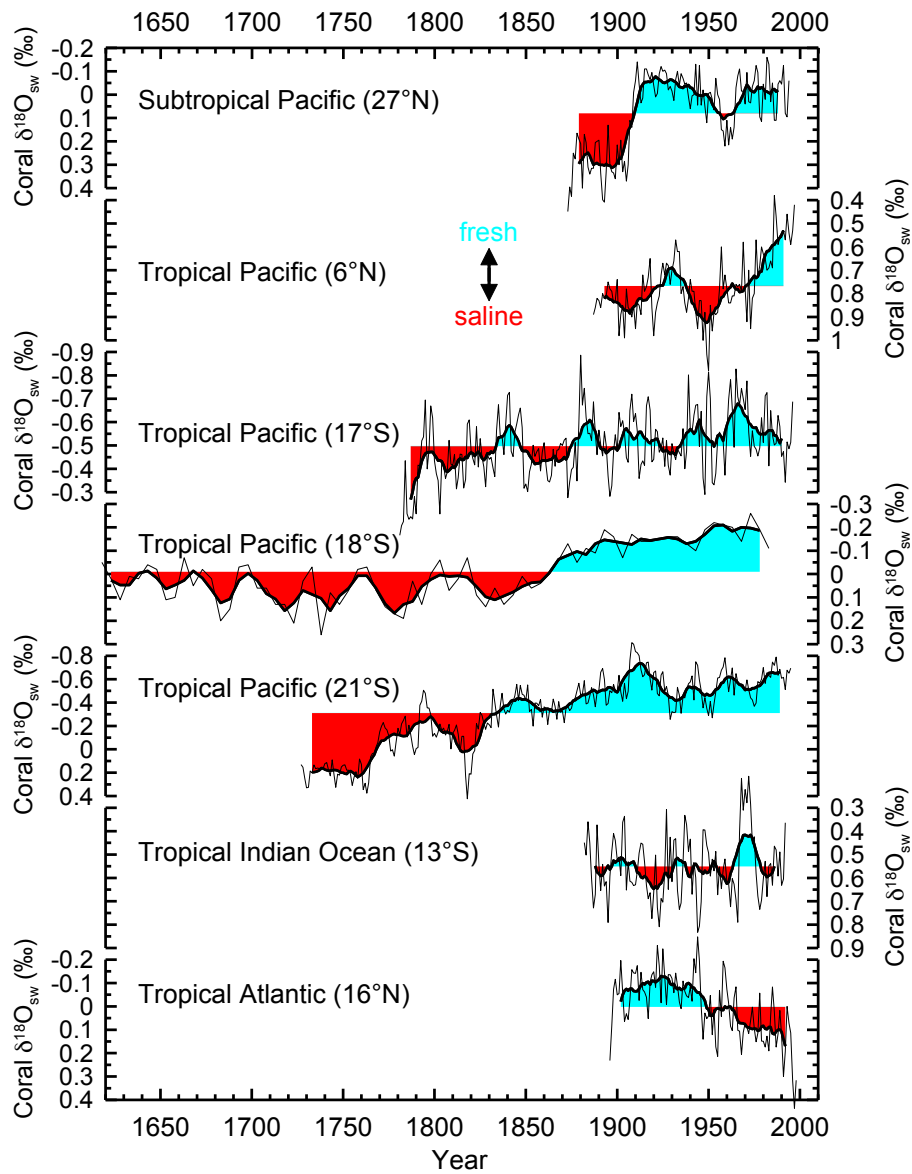 1650 1700 1750 1800 1850 1900 1950 2000
Coral δ¹⁸Osw (‰)
-0.2
-0.1
0
0.1
0.2
0.3
0.4
Subtropical Pacific (27°N)
Tropical Pacific (6°N)
fresh
saline
0.4
0.5
0.6
0.7
0.8
0.9
1
Coral δ¹⁸Osw (‰)
Coral δ¹⁸Osw (‰)
-0.9
-0.8
-0.7
-0.6
-0.5
-0.4
-0.3
Tropical Pacific (17°S)
Tropical Pacific (18°S)
-0.3
-0.2
-0.1
0
0.1
0.2
0.3
Coral δ¹⁸Osw (‰)
Coral δ¹⁸Osw (‰)
-0.8
-0.6
-0.4
-0.2
0
0.2
0.4
Tropical Pacific (21°S)
Tropical Indian Ocean (13°S)
0.3
0.4
0.5
0.6
0.7
0.8
0.9
Coral δ¹⁸Osw (‰)
Coral δ¹⁸Osw (‰)
-0.2
-0.1
0
0.1
0.2
0.3
0.4
Tropical Atlantic (16°N)
1650 1700 1750 1800 1850 1900 1950 2000
Year